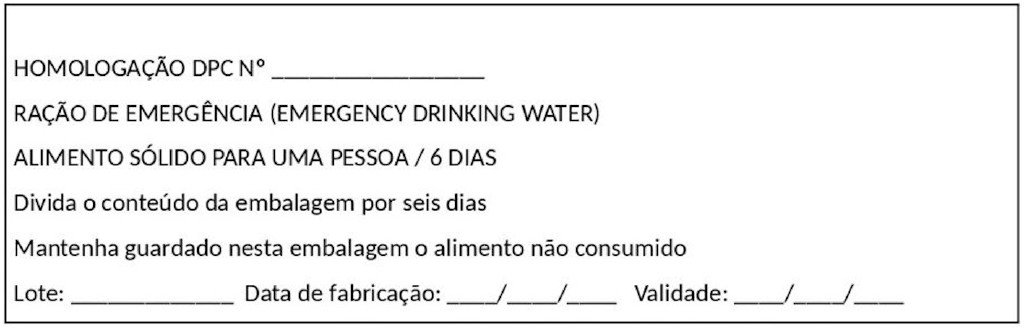 HOMOLOGAÇÃO DPC Nº _________________
RAÇÃO DE EMERGÊNCIA (EMERGENCY DRINKING WATER)
ALIMENTO SÓLIDO PARA UMA PESSOA / 6 DIAS
Divida o conteúdo da embalagem por seis dias
Mantenha guardado nesta embalagem o alimento não consumido
Lote: _____________ Data de fabricação: ____/____/____ Validade: ____/____/____